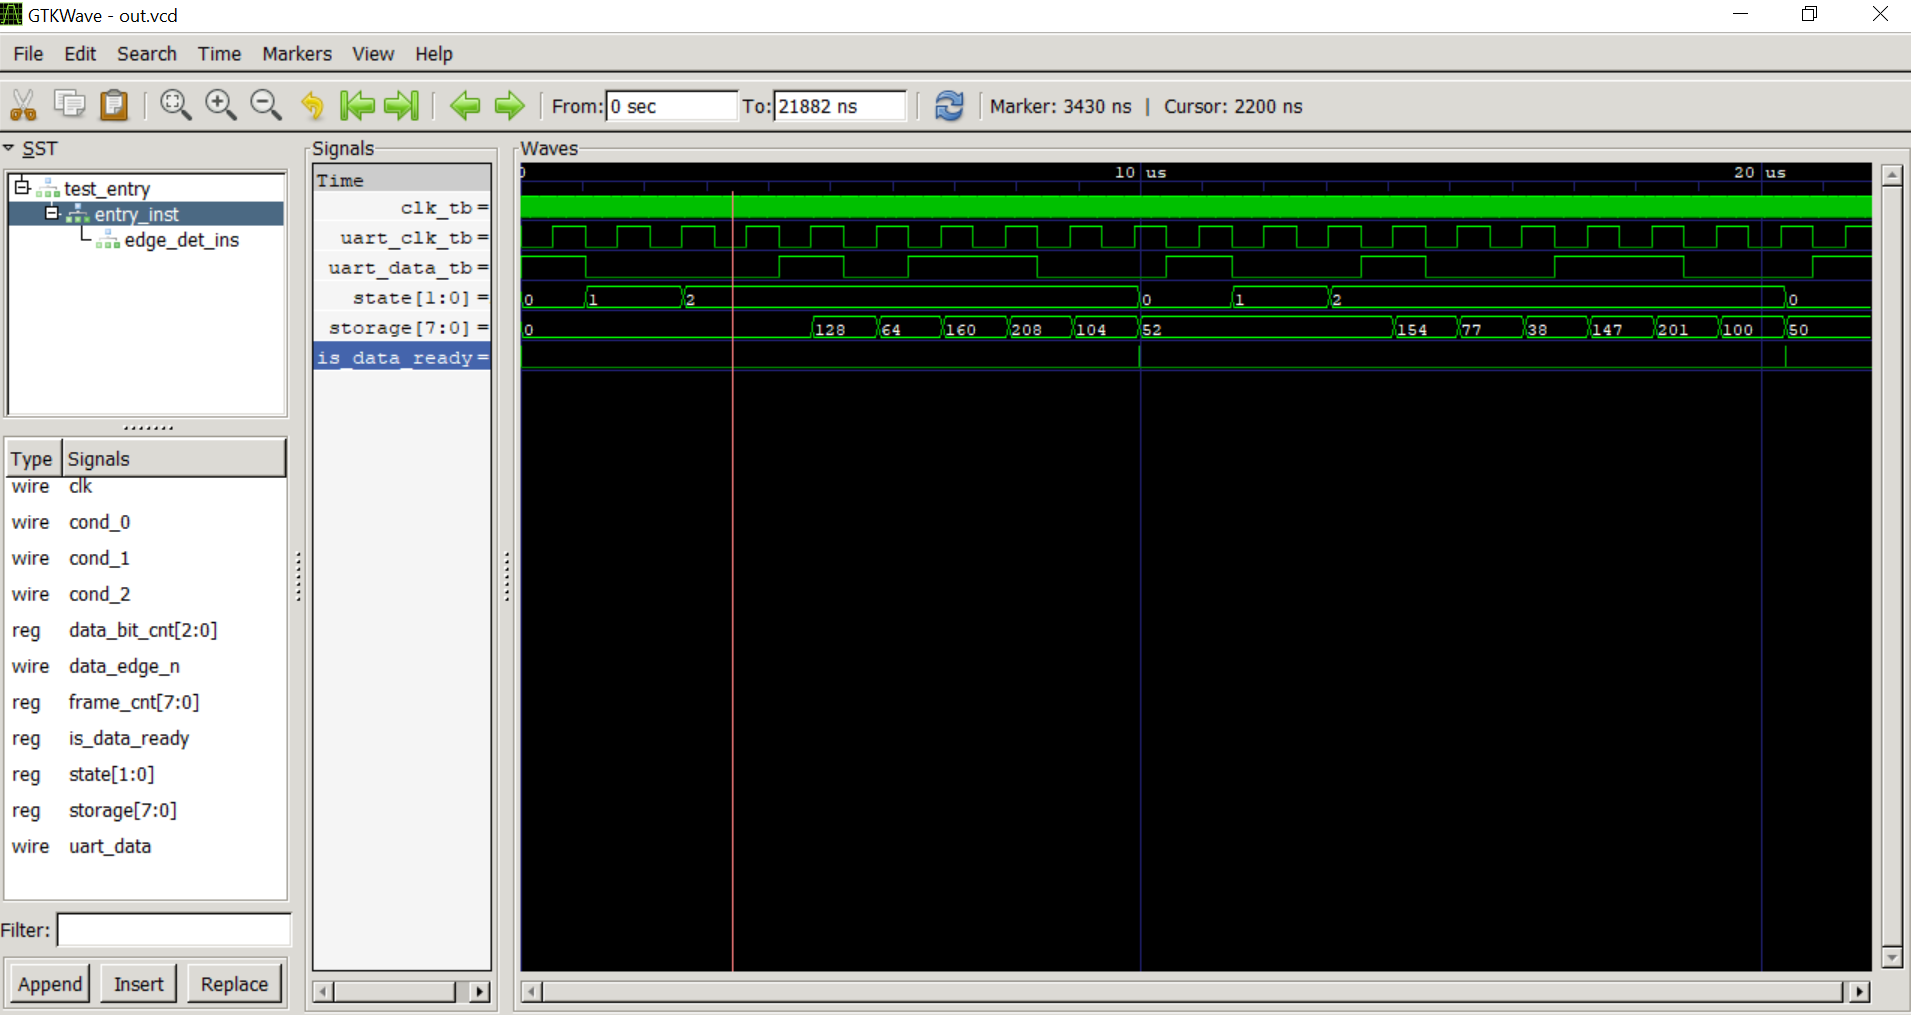 GTKWave - out.vcd
File Edit Search Time Markers View Help
From: 0 sec To: 21882 ns Marker: 3430 ns | Cursor: 2200 ns
SST
test_entry
entry_inst
edge_det_ins
Type Signals
wire clk
wire cond_0
wire cond_1
wire cond_2
reg data_bit_cnt[2:0]
wire data_edge_n
reg frame_cnt[7:0]
reg is_data_ready
reg state[1:0]
reg storage[7:0]
wire uart_data
Filter:
Append Insert Replace
Signals
Time
clk_tb=
uart_clk_tb=
uart_data_tb=
state[1:0] =
storage[7:0] =
is_data_ready=
Waves
0 10 us 20 us
0 1 2 0 1 2 0
0 128 64 160 208 104 52 154 77 38 147 201 100 50